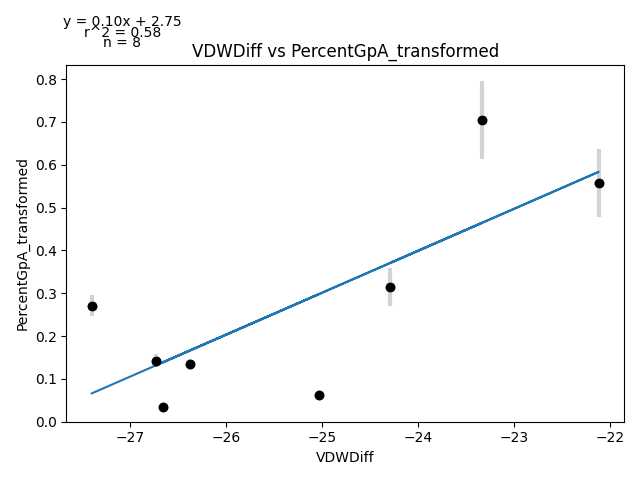 y = 0.10x + 2.75
r^2 = 0.58
n = 8
VDWDiff vs PercentGpA_transformed
PercentGpA_transformed
0.8
0.7
0.6
0.5
0.4
0.3
0.2
0.1
0.0
−27
−26
−25
−24
−23
−22
VDWDiff